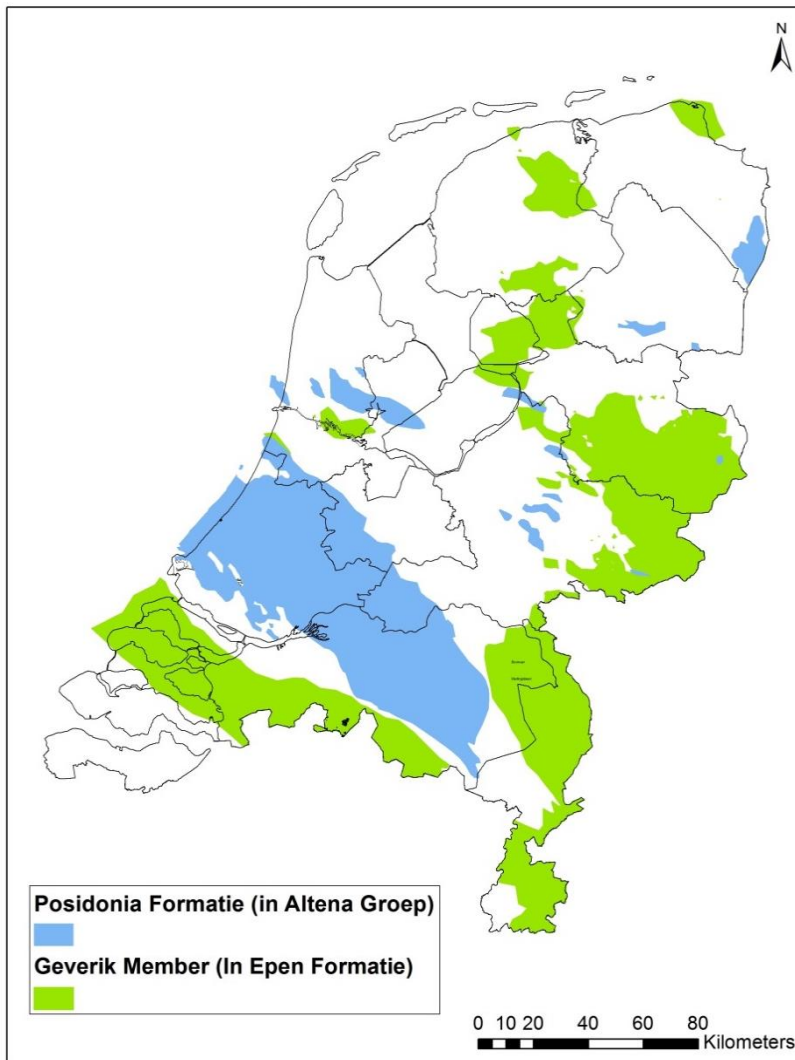 N
Posidonia Formatie (in Altena Groep)
Geverik Member (In Epen Formatie)
0 10 20 40 60 80
Kilometers